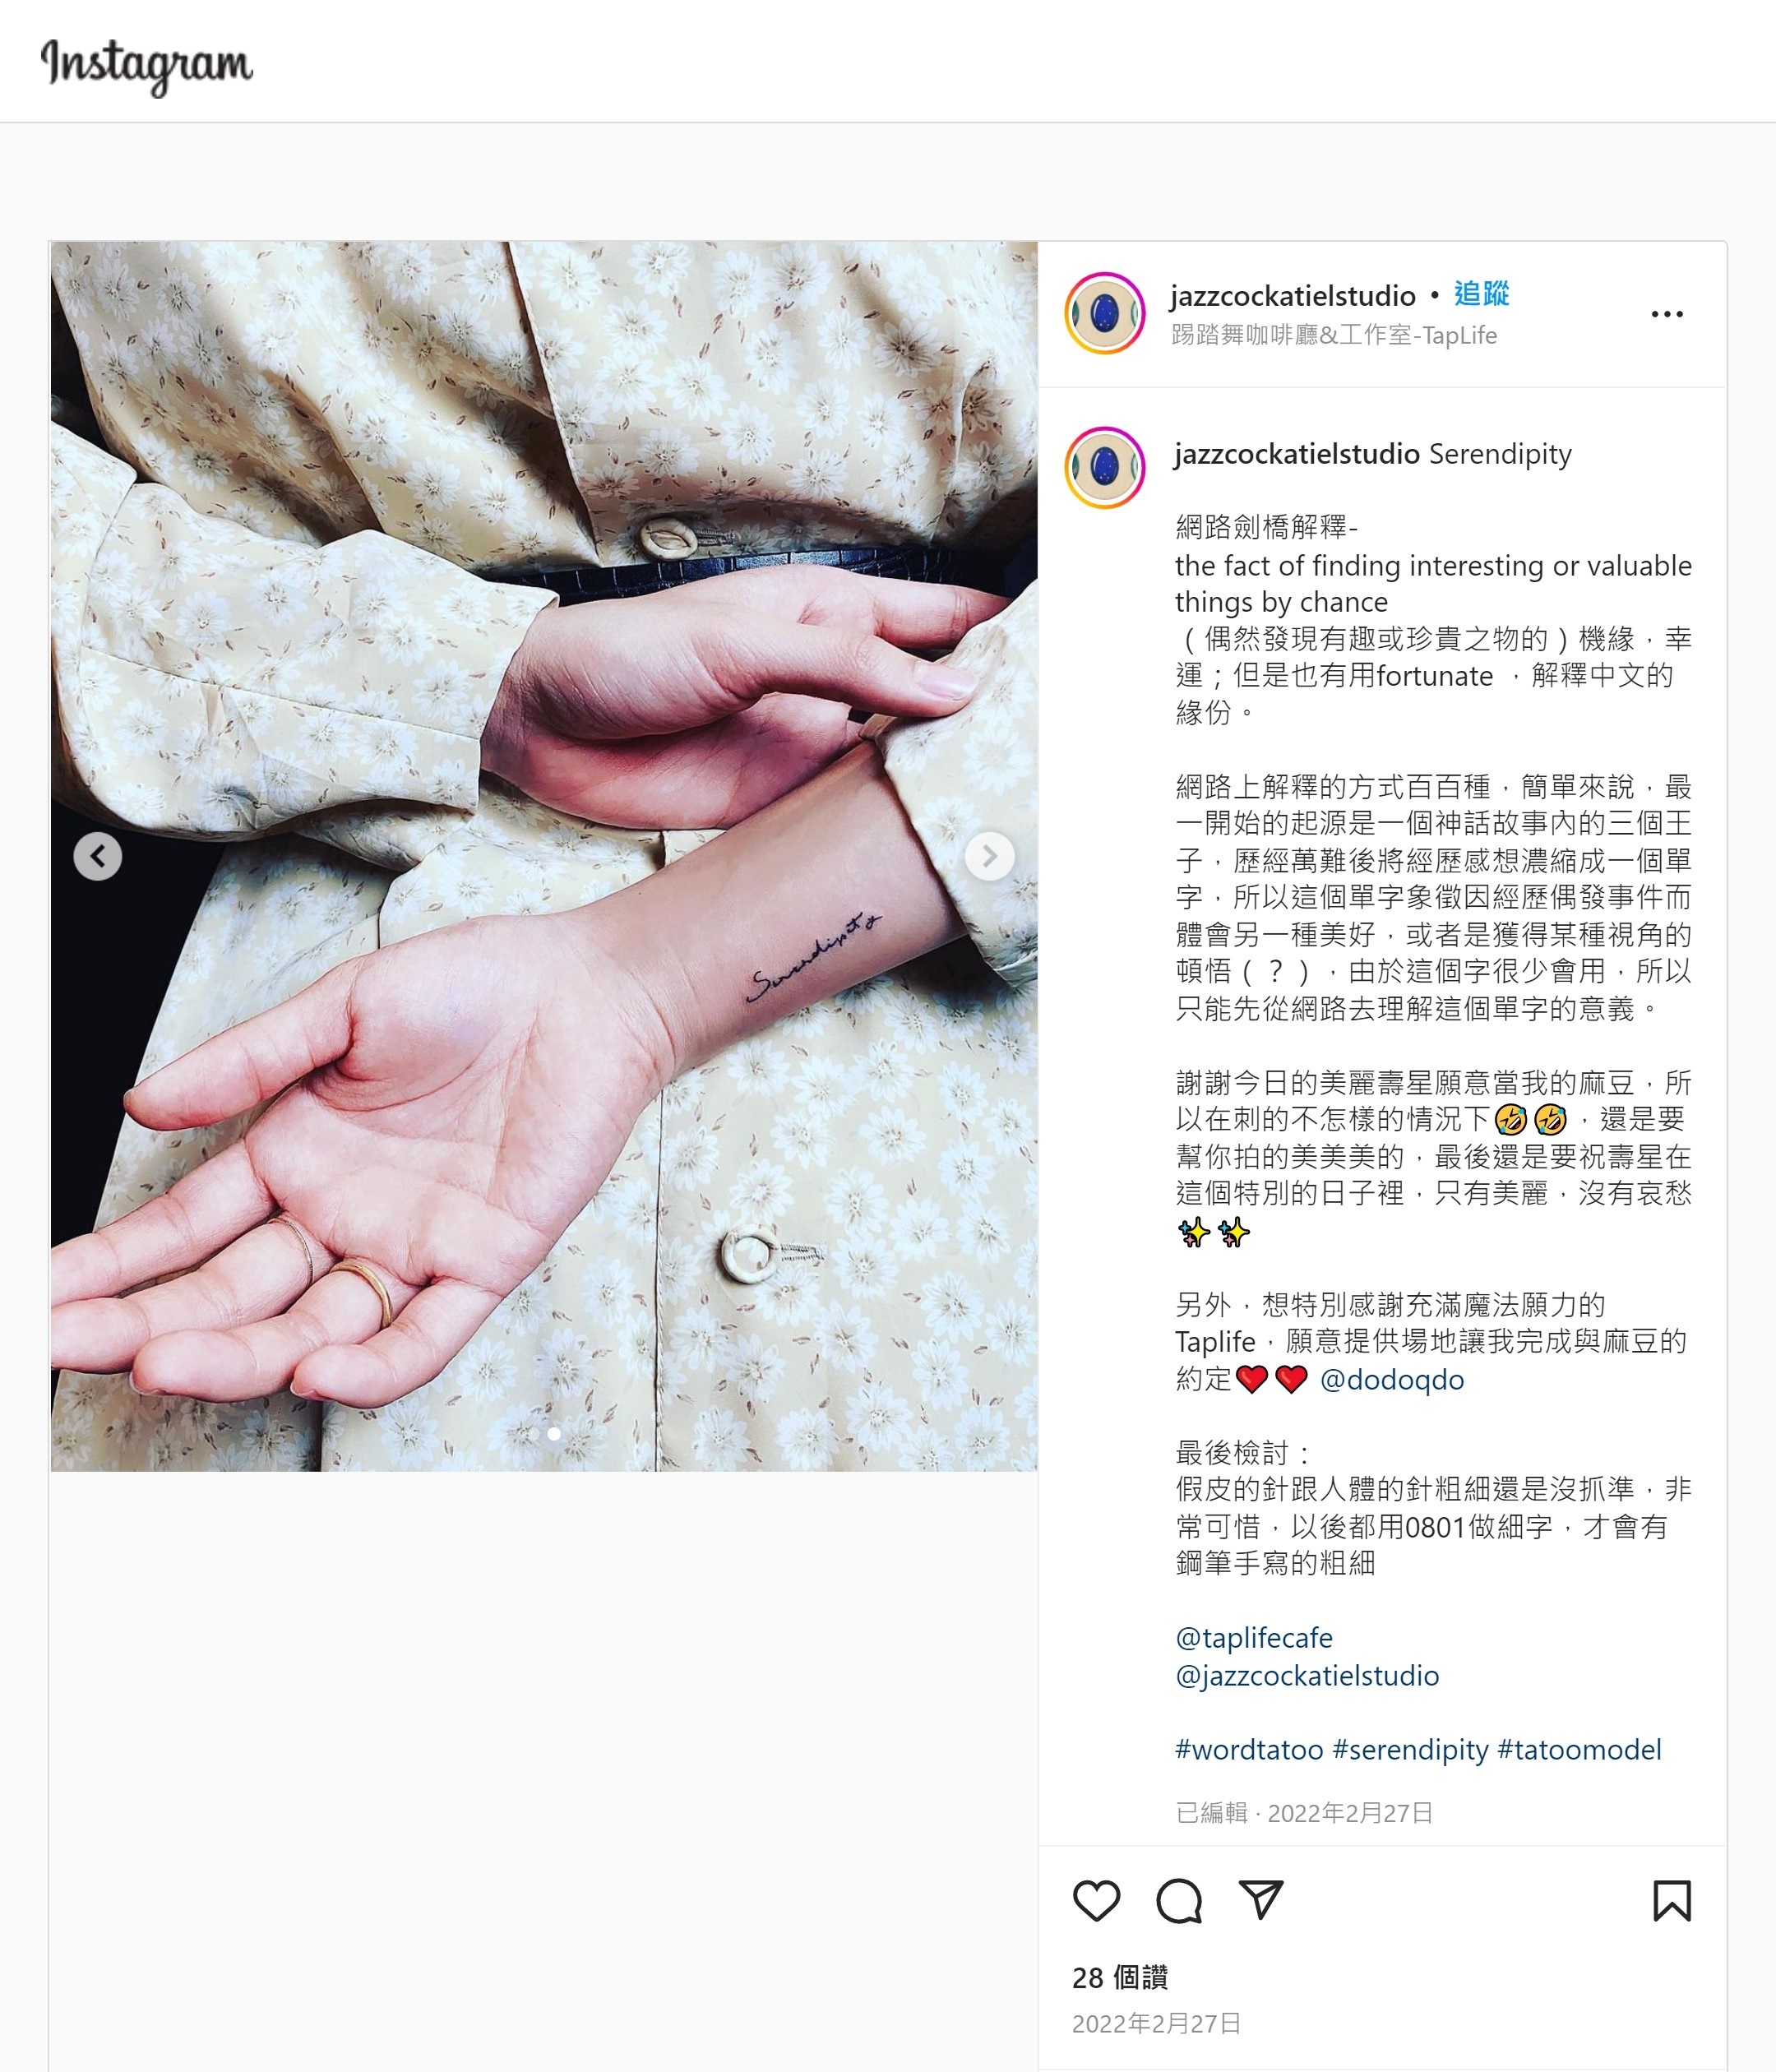 Instagram
jazzcockatielstudio • 追蹤
踢踏舞咖啡廳&工作室-TapLife
jazzcockatielstudio Serendipity
網路劍橋解釋-
the fact of finding interesting or valuable
things by chance
（偶然發現有趣或珍貴之物的）機緣，幸
運；但是也有用fortunate ，解釋中文的
緣份。
網路上解釋的方式百百種，簡單來說，最
一開始的起源是一個神話故事內的三個王
子，歷經萬難後將經歷感想濃縮成一個單
字，所以這個單字象徵因經歷偶發事件而
體會另一種美好，或者是獲得某種視角的
頓悟（？），由於這個字很少會用，所以
只能先從網路去理解這個單字的意義。
謝謝今日的美麗壽星願意當我的麻豆，所
以在刺的不怎樣的情況下🤣🤣，還是要
幫你拍的美美美的，最後還是要祝壽星在
這個特別的日子裡，只有美麗，沒有哀愁
✨✨
另外，想特別感謝充滿魔法願力的
Taplife，願意提供場地讓我完成與麻豆的
約定❤️❤️ @dodoqdo
最後檢討：
假皮的針跟人體的針粗細還是沒抓準，非
常可惜，以後都用0801做細字，才會有
鋼筆手寫的粗細
@taplifecafe
@jazzcockatielstudio
#wordtatoo #serendipity #tatoomodel
已編輯 · 2022年2月27日
28 個讚
2022年2月27日
Serendipity